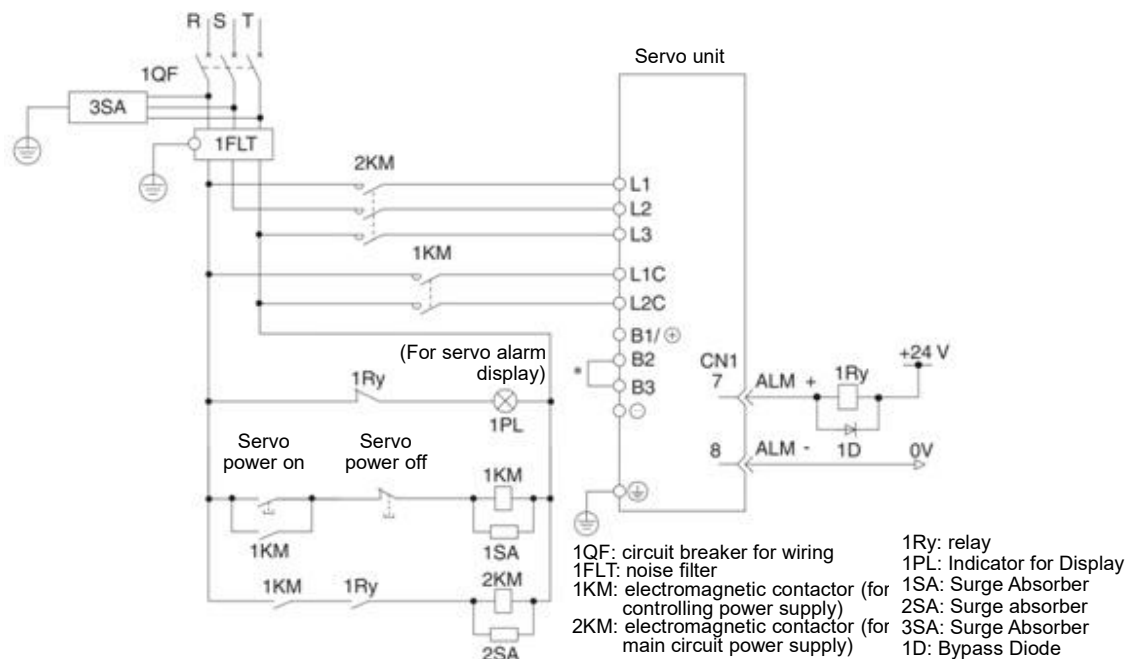 R S T
Servo unit
1QF
3SA
1FLT
2KM
L1
L2
L3
1KM
L1C
L2C
B1/⊕
(For servo alarm
display)
B2
CN1
+24 V
*
1Ry
B3
7
ALM +
1Ry
1PL
⊖
Servo
power on
Servo
power off
8
ALM -
1D
0V
1KM
1KM
1SA
1KM
1Ry
2KM
2SA
1QF: circuit breaker for wiring
1FLT: noise filter
1KM: electromagnetic contactor (for
controlling power supply)
2KM: electromagnetic contactor (for
main circuit power supply)
1Ry: relay
1PL: Indicator for Display
1SA: Surge Absorber
2SA: Surge absorber
3SA: Surge Absorber
1D: Bypass Diode